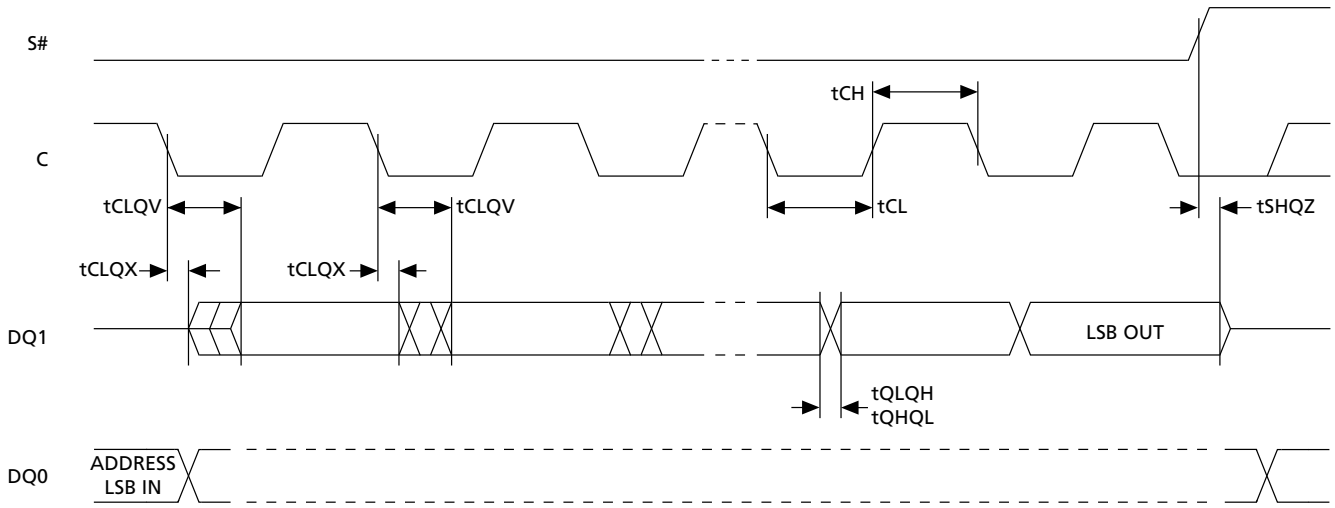 S#
tCH
C
tCLQV
tCLQV
tCL
tSHQZ
tCLQX
tCLQX
DQ1
LSB OUT
tQLQH
tQHQL
DQ0
ADDRESS
LSB IN